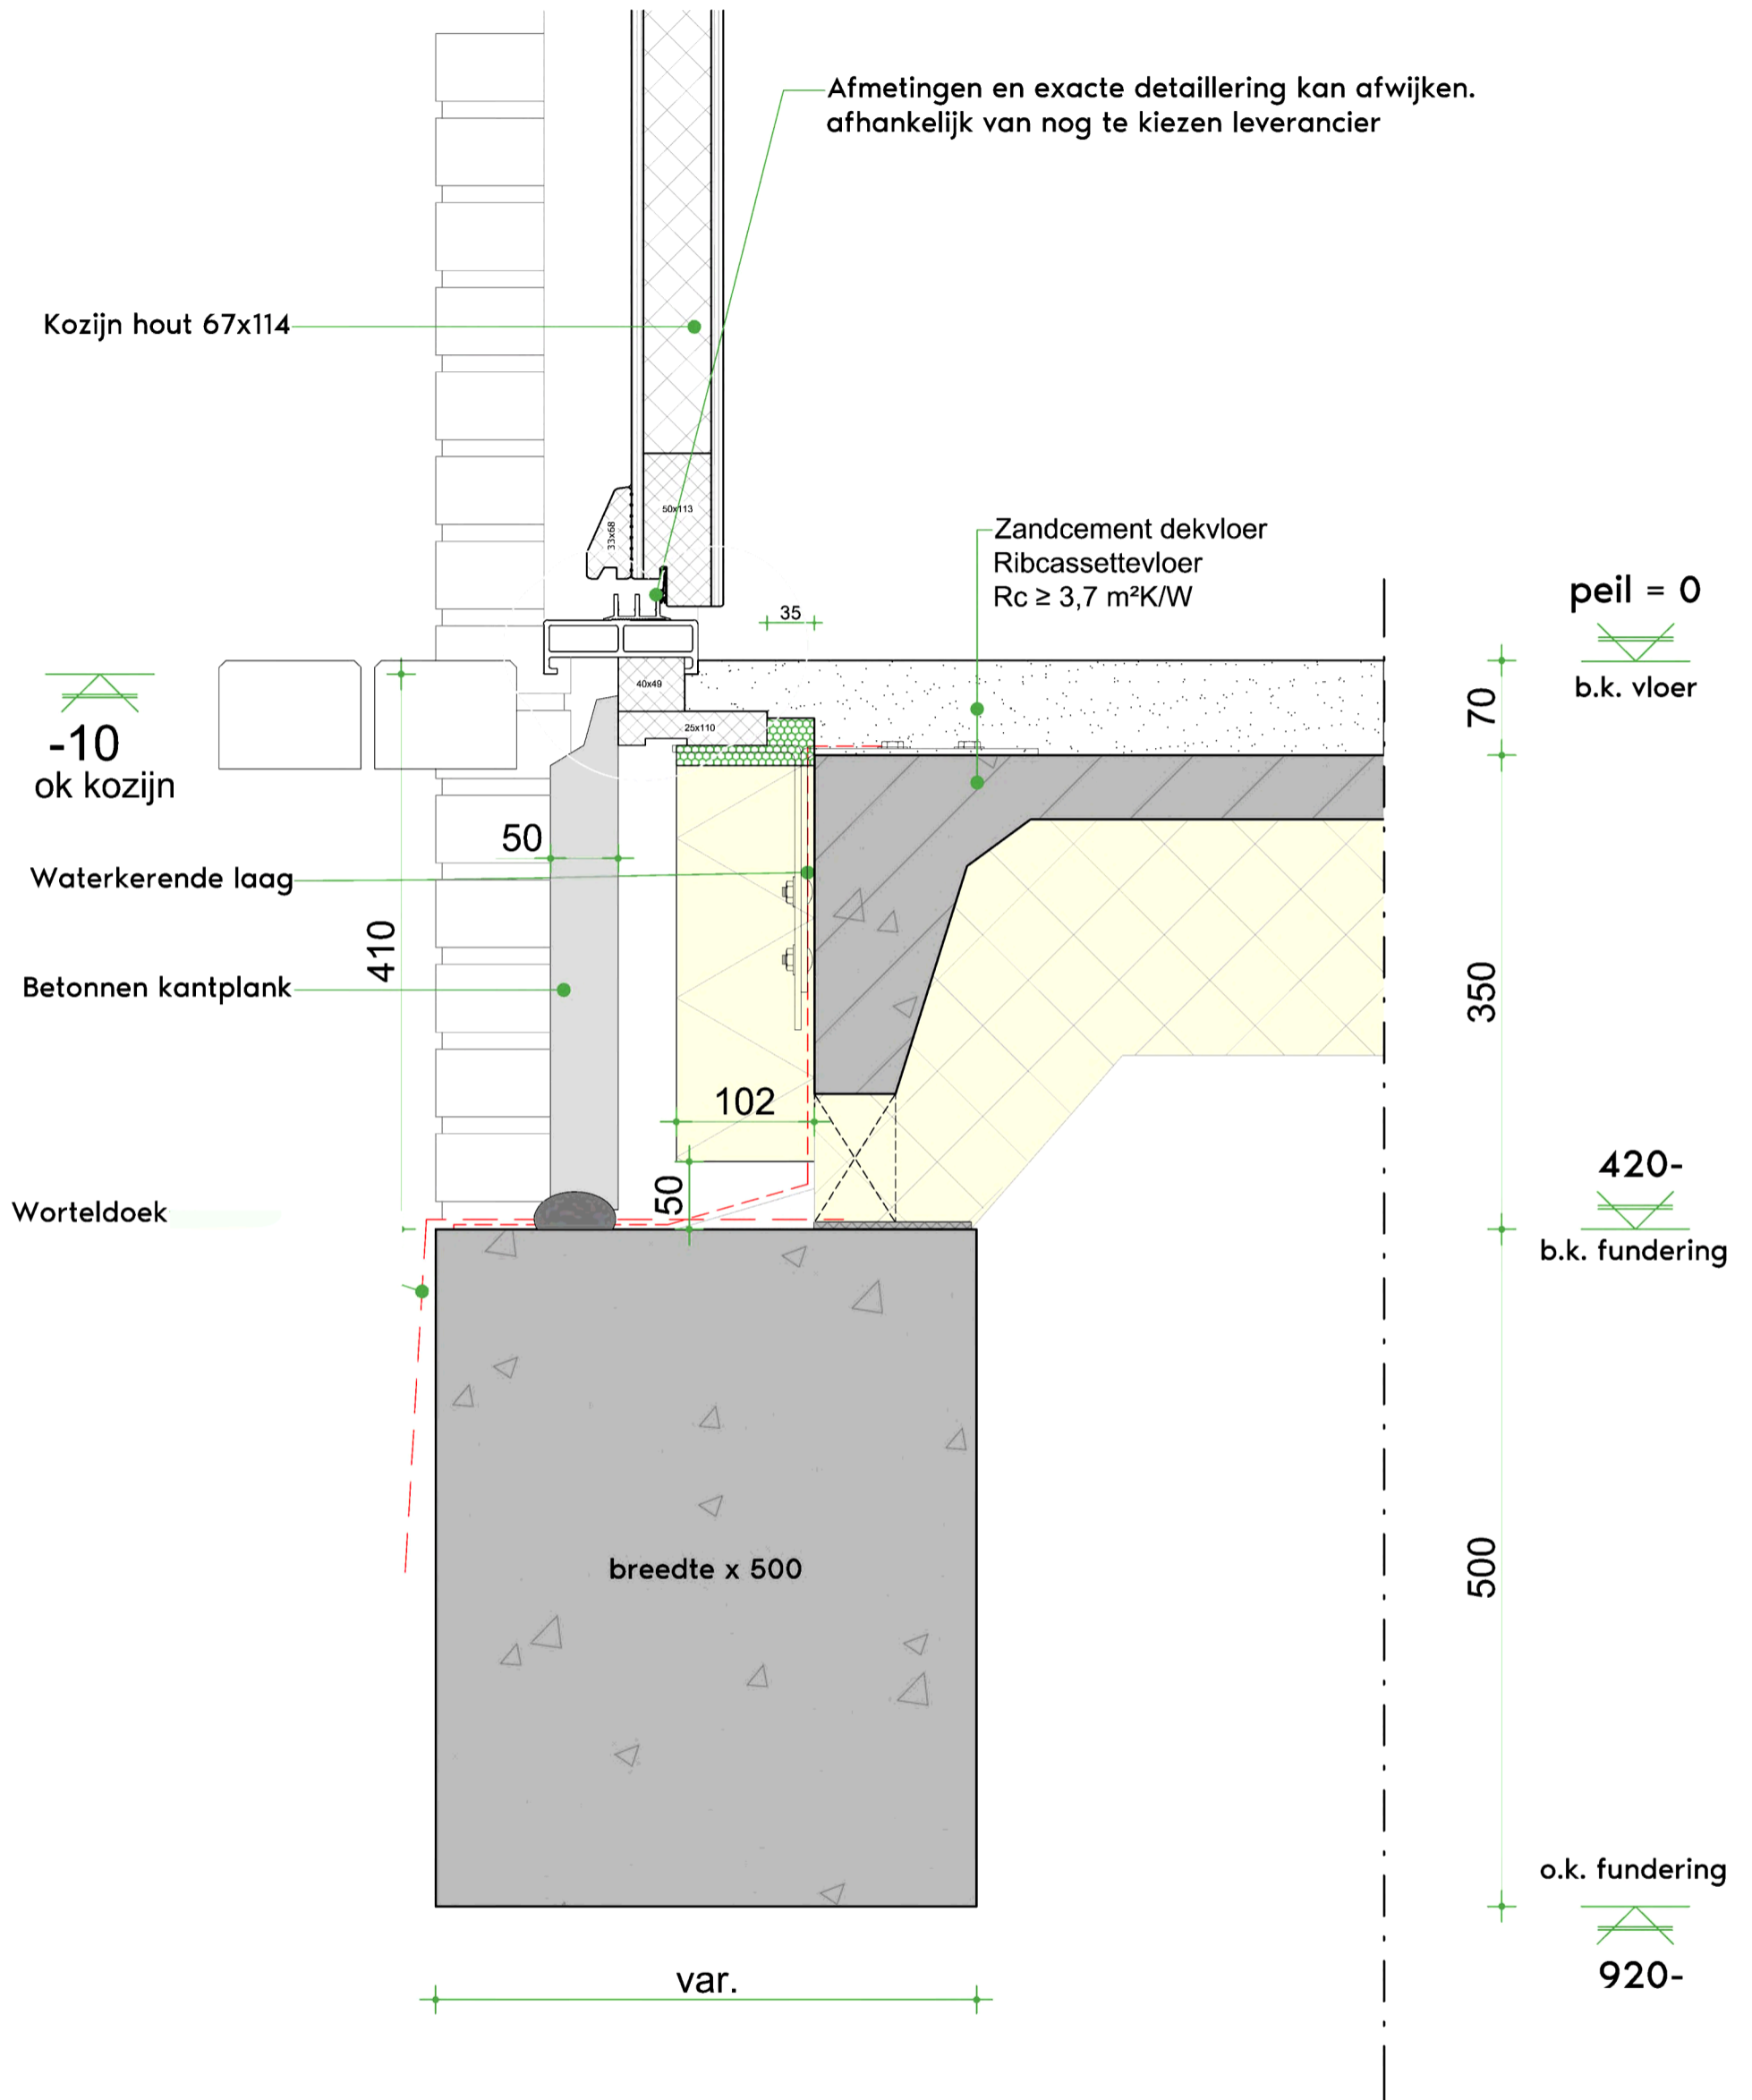 Afmetingen en exacte detaillering kan afwijken.
afhankelijk van nog te kiezen leverancier
Kozijn hout 67x114
50x113
33x68
Zandcement dekvloer
Ribcassettevloer
Rc ≥ 3,7 m²K/W
peil = 0
b.k. vloer
35
70
40x49
25x110
-10
ok kozijn
50
Waterkerende laag
410
Betonnen kantplank
350
102
50
Worteldoek
420-
b.k. fundering
breedte x 500
500
o.k. fundering
920-
var.